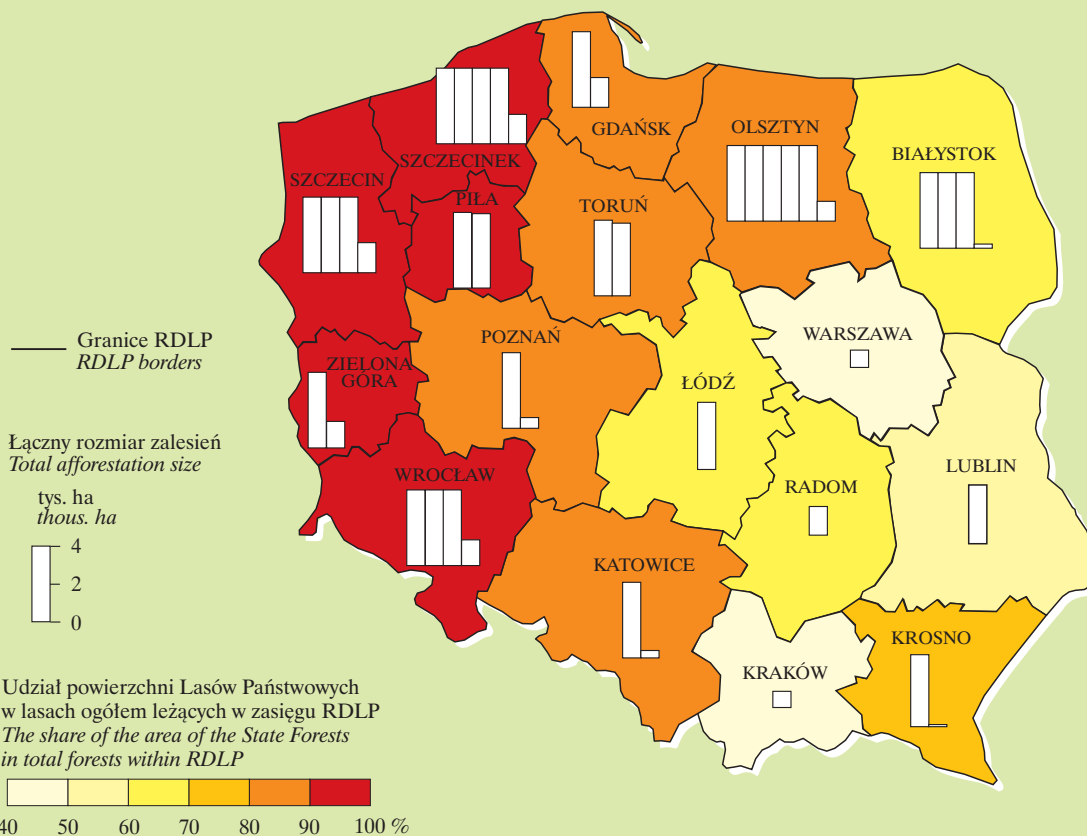 GDAŃSK
OLSZTYN
BIAŁYSTOK
SZCZECINEK
SZCZECIN
PIŁA
TORUŃ
WARSZAWA
POZNAŃ
ZIELONA
GÓRA
ŁÓDŹ
LUBLIN
WROCŁAW
RADOM
KATOWICE
KROSNO
KRAKÓW
Granice RDLP
RDLP borders
Łączny rozmiar zalesień
Total afforestation size
tys. ha
thous. ha
4
2
0
Udział powierzchni Lasów Państwowych
w lasach ogółem leżących w zasięgu RDLP
The share of the area of the State Forests
in total forests within RDLP
40 50 60 70 80 90 100 %